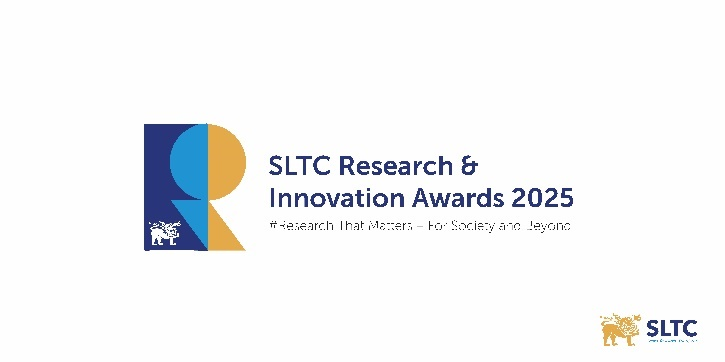 SLTC Research &
Innovation Awards 2025
#Research That Matters – For Society and Beyond
SLTC